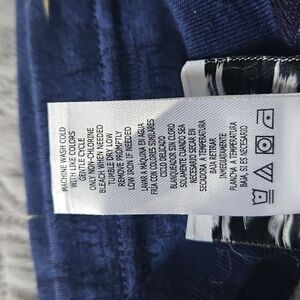 MACHINE WASH COLD
WITH LIKE COLORS
GENTLE CYCLE
ONLY NON-CHLORINE
BLEACH WHEN NEEDED
TUMBLE DRY LOW
REMOVE PROMPTLY
LOW IRON IF NEEDED
LAVAR A MAQUINA EN AGUA
FRIA CON COLORES SIMILARES
CICLO DELICADO
BLANQUEADOR SIN CLORO
SOLO CUANDO SEA
NECESARIO SECAR EN
SECADORA A TEMPERATURA
BAJA RETIRAR
INMEDIATAMENTE
PLANCHA A TEMPERATURA
BAJA, SI ES NECESARIO